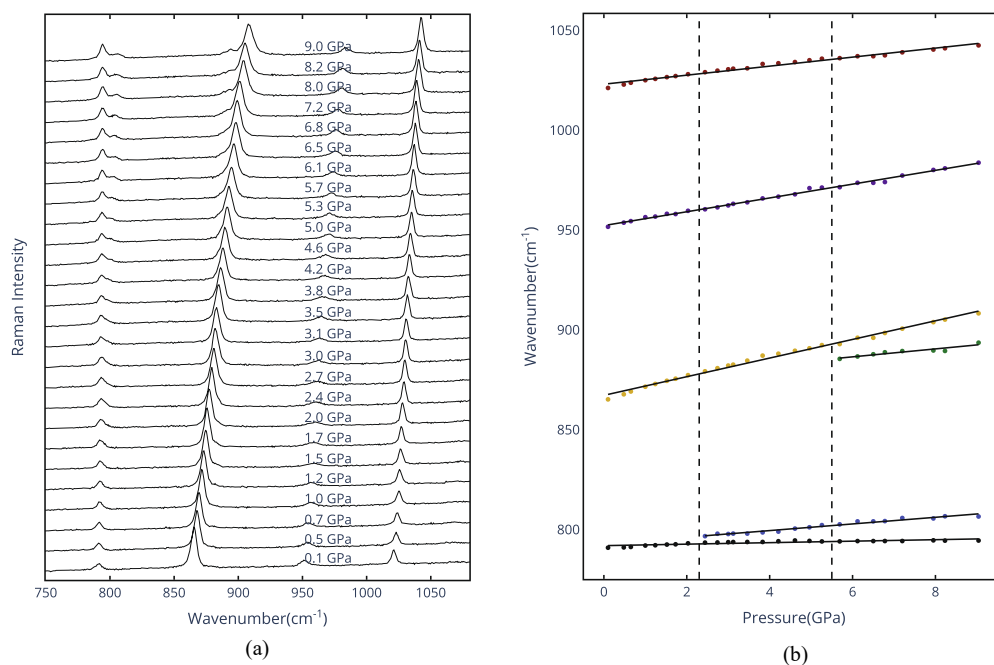 9.0 GPa
8.2 GPa
8.0 GPa
7.2 GPa
6.8 GPa
6.5 GPa
6.1 GPa
5.7 GPa
5.3 GPa
5.0 GPa
4.6 GPa
4.2 GPa
3.8 GPa
3.5 GPa
3.1 GPa
3.0 GPa
2.7 GPa
2.4 GPa
2.0 GPa
1.7 GPa
1.5 GPa
1.2 GPa
1.0 GPa
0.7 GPa
0.5 GPa
0.1 GPa
Raman Intensity
750 800 850 900 950 1000 1050
Wavenumber(cm⁻¹)
(a)
1050
1000
950
900
850
800
Wavenumber(cm⁻¹)
0 2 4 6 8
Pressure(GPa)
(b)